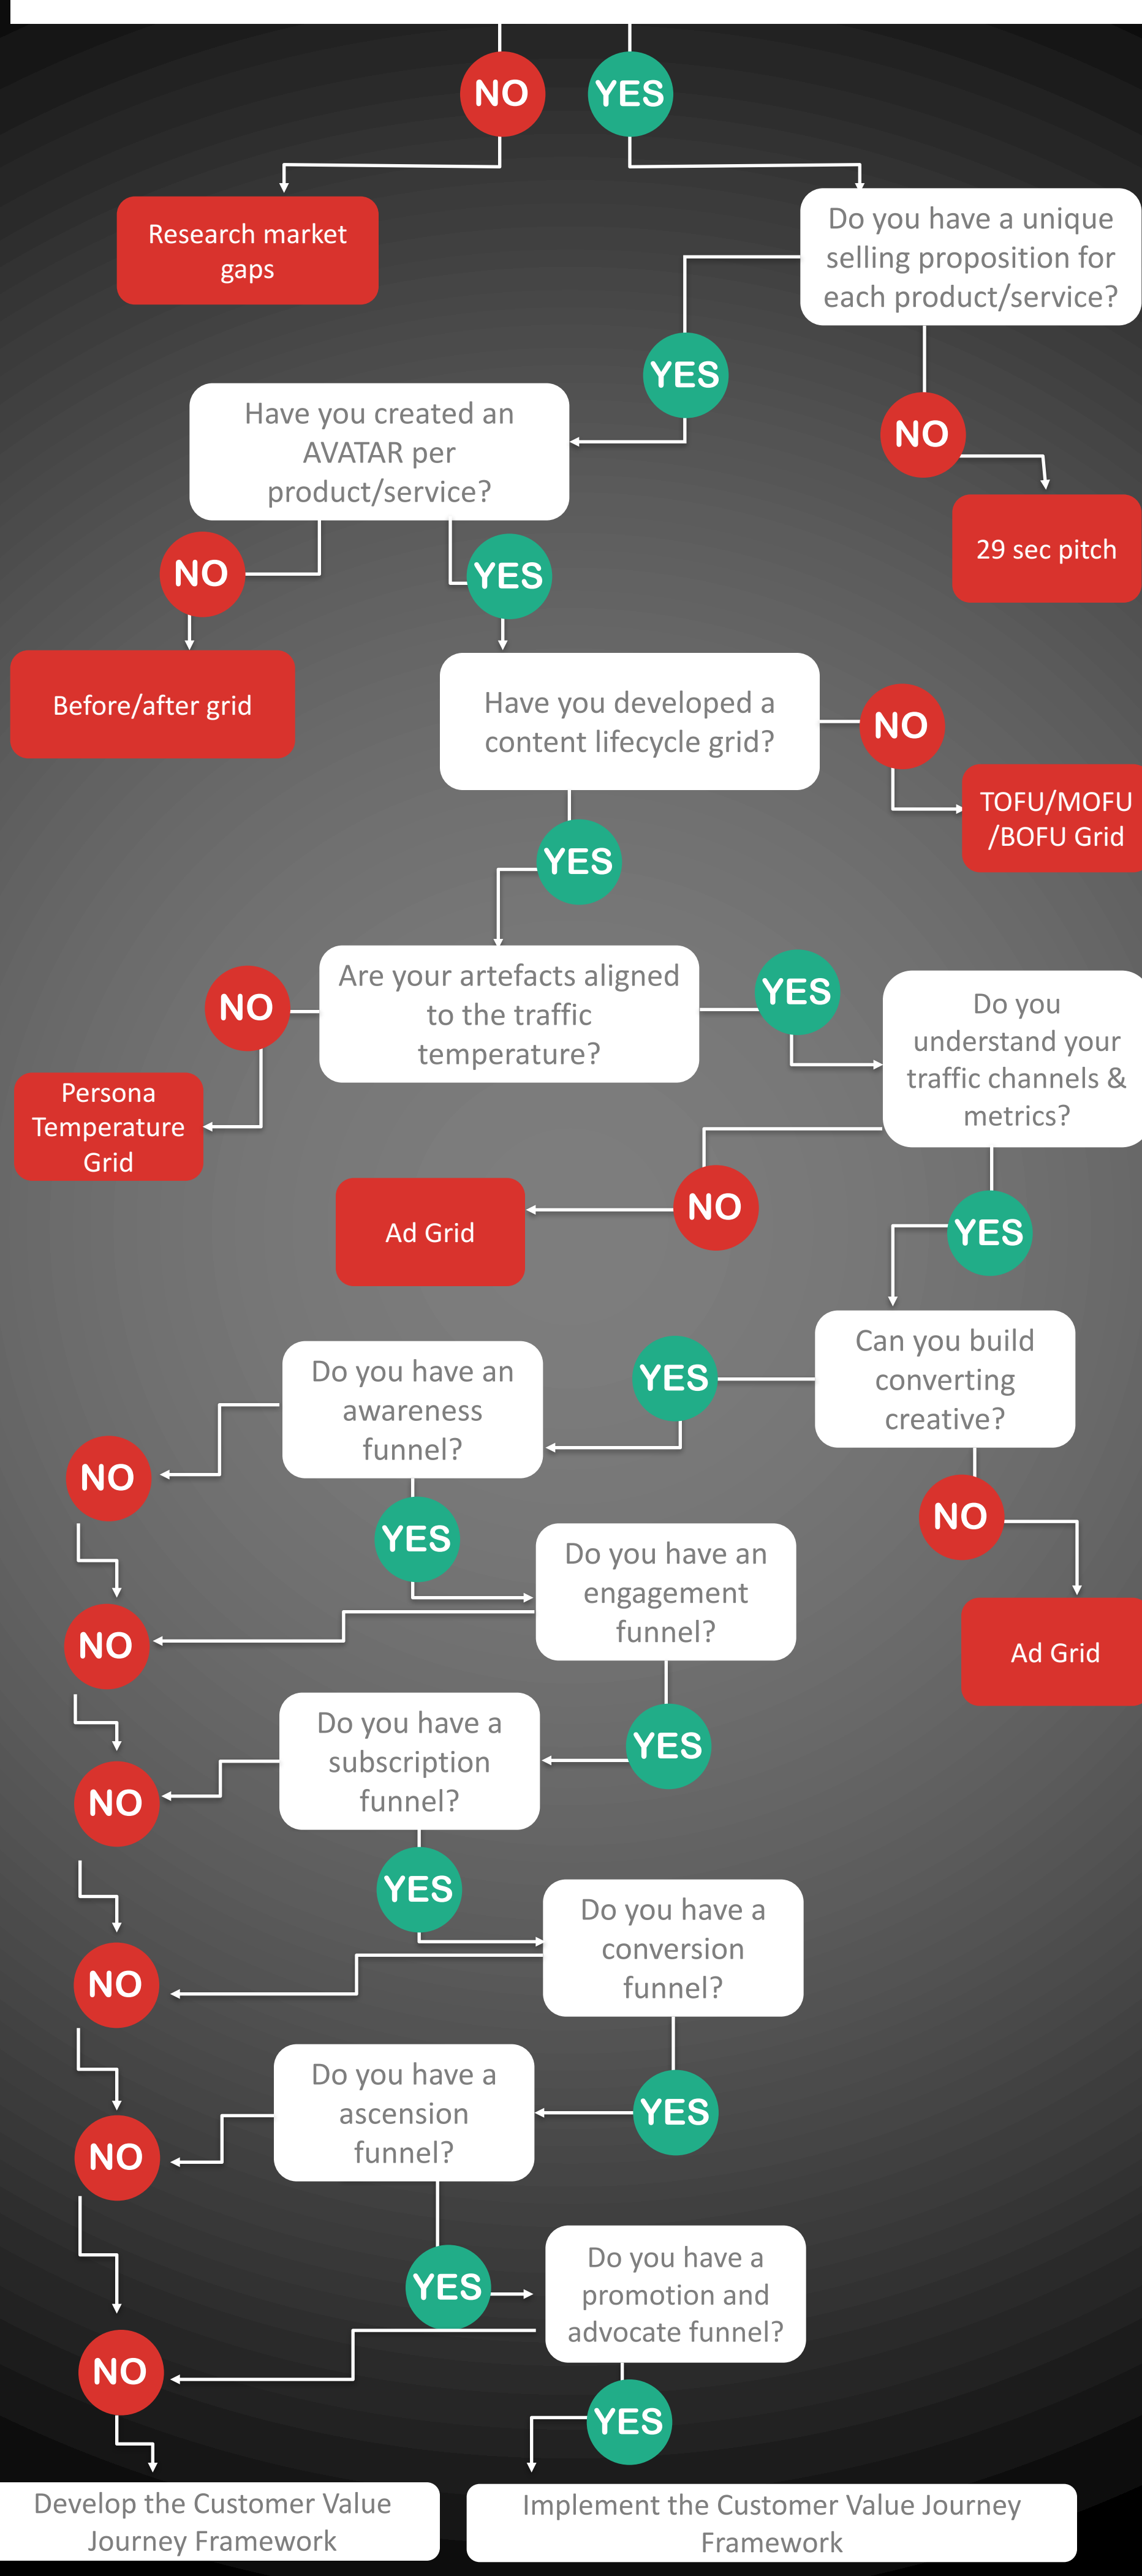 NO
YES
Research market
gaps
Do you have a unique
selling proposition for
each product/service?
YES
Have you created an
AVATAR per
product/service?
NO
29 sec pitch
NO
YES
Before/after grid
Have you developed a
content lifecycle grid?
NO
TOFU/MOFU
/BOFU Grid
YES
Are your artefacts aligned
to the traffic
temperature?
NO
YES
Do you
understand your
traffic channels &
metrics?
Persona
Temperature
Grid
NO
Ad Grid
YES
Can you build
converting
creative?
YES
Do you have an
awareness
funnel?
NO
NO
Ad Grid
YES
Do you have an
engagement
funnel?
NO
YES
Do you have a
subscription
funnel?
NO
YES
Do you have a
conversion
funnel?
NO
YES
Do you have a
ascension
funnel?
NO
YES
Do you have a
promotion and
advocate funnel?
NO
YES
Develop the Customer Value
Journey Framework
Implement the Customer Value Journey
Framework